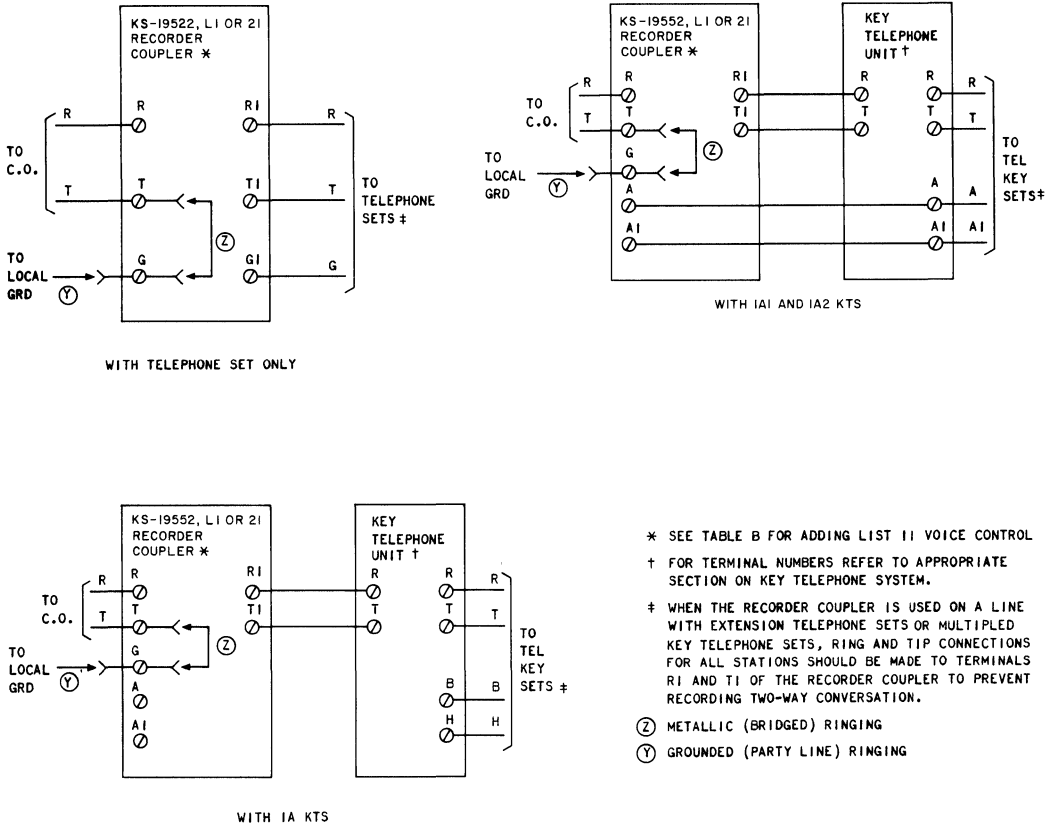 KS-19522, L1 OR 21
RECORDER
COUPLER *
R
R
R1
R
TO
C.O.
T
T
T1
T
TO
TELEPHONE
SETS ‡
Z
TO
LOCAL
GRD
Y
G
G1
G
WITH TELEPHONE SET ONLY
KS-19552, L1 OR 21
RECORDER
COUPLER *
KEY
TELEPHONE
UNIT †
TO
C.O.
R
R
R1
R
R
R
T
T
T1
T
T
T
Z
TO
LOCAL
GRD
Y
G
A
A
A
A1
A1
A1
TO
TEL
KEY
SETS‡
WITH 1A1 AND 1A2 KTS
KS-19552, L1 OR 21
RECORDER
COUPLER *
KEY
TELEPHONE
UNIT †
TO
C.O.
R
R
R1
R
R
R
T
T
T1
T
T
T
Z
TO
LOCAL
GRD
Y
G
A
A1
B
B
H
H
TO
TEL
KEY
SETS ‡
WITH 1A KTS
* SEE TABLE B FOR ADDING LIST 11 VOICE CONTROL
† FOR TERMINAL NUMBERS REFER TO APPROPRIATE
SECTION ON KEY TELEPHONE SYSTEM.
‡ WHEN THE RECORDER COUPLER IS USED ON A LINE
WITH EXTENSION TELEPHONE SETS OR MULTIPLED
KEY TELEPHONE SETS, RING AND TIP CONNECTIONS
FOR ALL STATIONS SHOULD BE MADE TO TERMINALS
R1 AND T1 OF THE RECORDER COUPLER TO PREVENT
RECORDING TWO-WAY CONVERSATION.
Z METALLIC (BRIDGED) RINGING
Y GROUNDED (PARTY LINE) RINGING